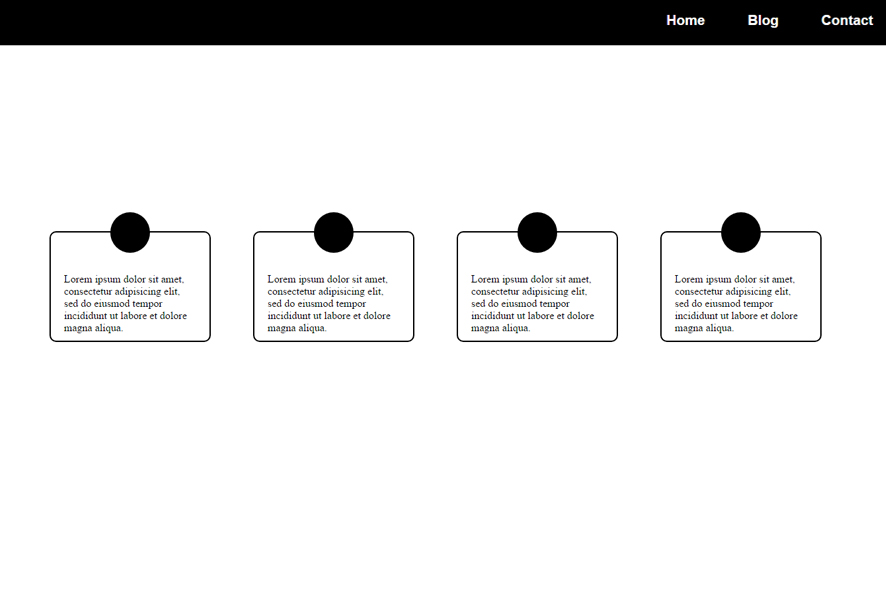 Home Blog Contact
Lorem ipsum dolor sit amet,
consectetur adipisicing elit,
sed do eiusmod tempor
incididunt ut labore et dolore
magna aliqua.
Lorem ipsum dolor sit amet,
consectetur adipisicing elit,
sed do eiusmod tempor
incididunt ut labore et dolore
magna aliqua.
Lorem ipsum dolor sit amet,
consectetur adipisicing elit,
sed do eiusmod tempor
incididunt ut labore et dolore
magna aliqua.
Lorem ipsum dolor sit amet,
consectetur adipisicing elit,
sed do eiusmod tempor
incididunt ut labore et dolore
magna aliqua.